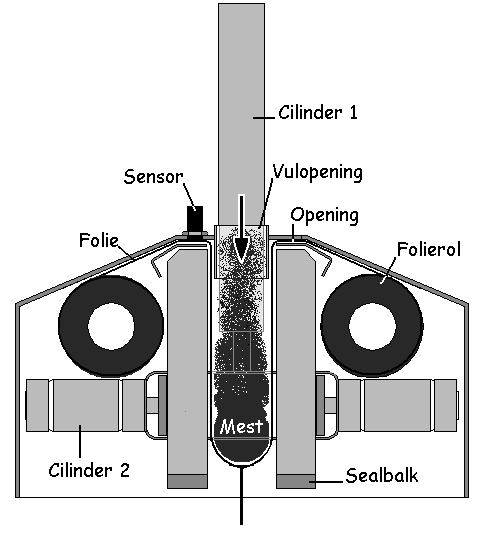 Cilinder 1
Vulopening
Sensor
Opening
Folie
Folierol
Mest
Cilinder 2
Sealbalk